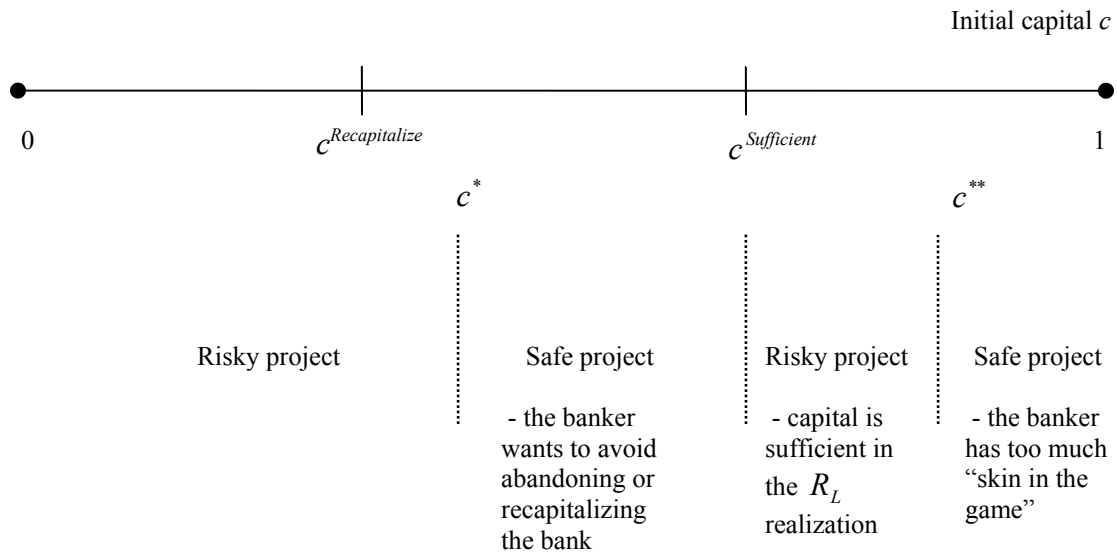 Initial capital c
0
c^Recapitalize
c^Sufficient
1
c^*
c^**
Risky project
Safe project
Risky project
Safe project
- the banker
wants to avoid
abandoning or
recapitalizing
the bank
- capital is
sufficient in
the R_L
realization
- the banker
has too much
“skin in the
game”